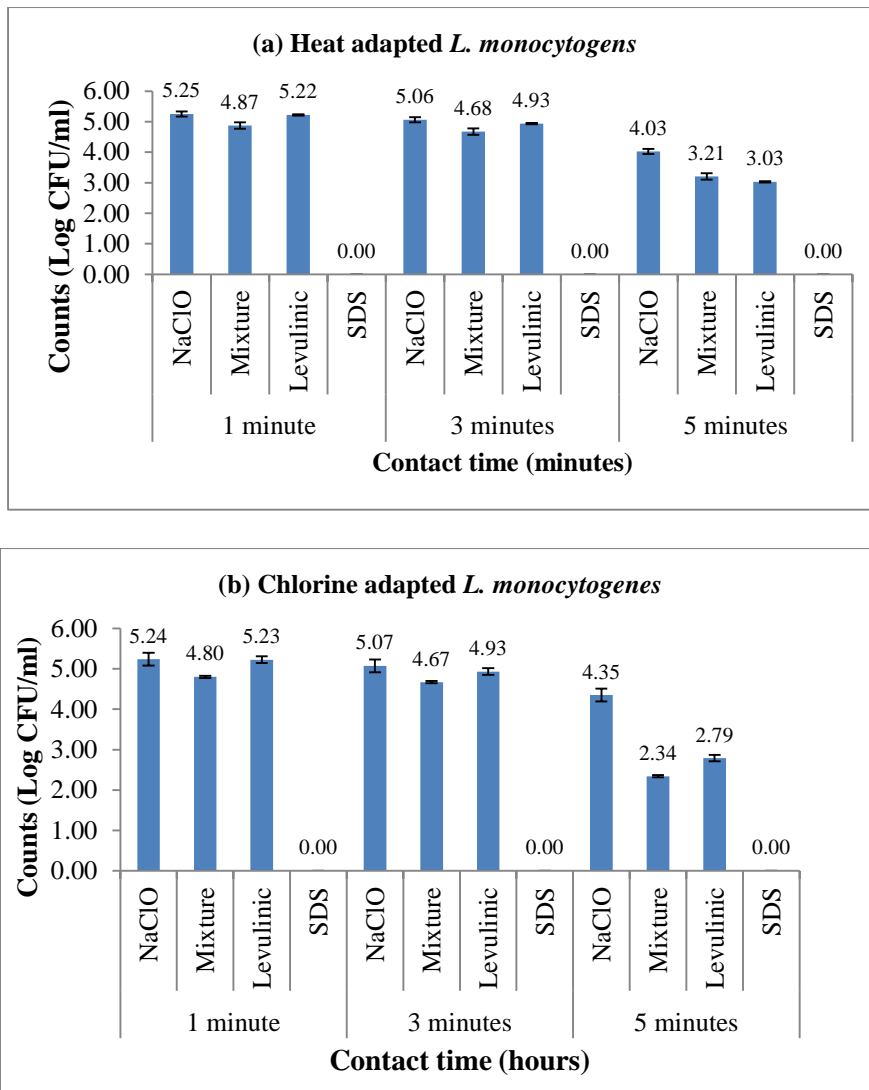 (a) Heat adapted L. monocytogens
Counts (Log CFU/ml)
6.00
5.00
4.00
3.00
2.00
1.00
0.00
5.25
4.87
5.22
0.00
5.06
4.68
4.93
0.00
4.03
3.21
3.03
0.00
NaClO
Mixture
Levulinic
SDS
NaClO
Mixture
Levulinic
SDS
NaClO
Mixture
Levulinic
SDS
1 minute
3 minutes
5 minutes
Contact time (minutes)
(b) Chlorine adapted L. monocytogenes
Counts (Log CFU/ml)
6.00
5.00
4.00
3.00
2.00
1.00
0.00
5.24
4.80
5.23
0.00
5.07
4.67
4.93
0.00
4.35
2.34
2.79
0.00
NaClO
Mixture
Levulinic
SDS
NaClO
Mixture
Levulinic
SDS
NaClO
Mixture
Levulinic
SDS
1 minute
3 minutes
5 minutes
Contact time (hours)